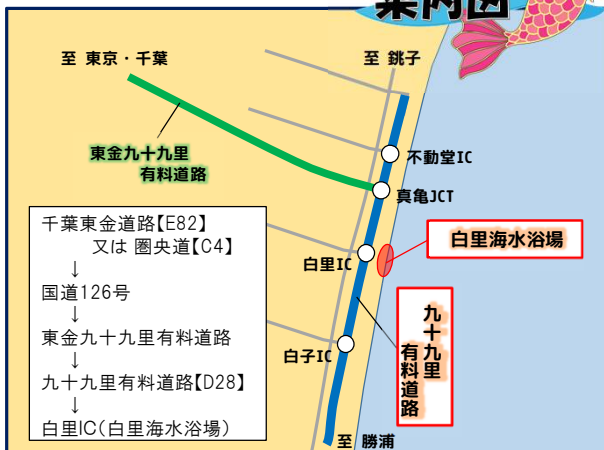 案内図
至 東京・千葉
至 銚子
東金九十九里
有料道路
不動堂IC
真亀JCT
千葉東金道路【E82】
又は 圏央道【C4】
↓
国道126号
↓
東金九十九里有料道路
↓
九十九里有料道路【D28】
↓
白里IC(白里海水浴場)
白里海水浴場
白里IC
九十九里
有料道路
白子IC
至 勝浦